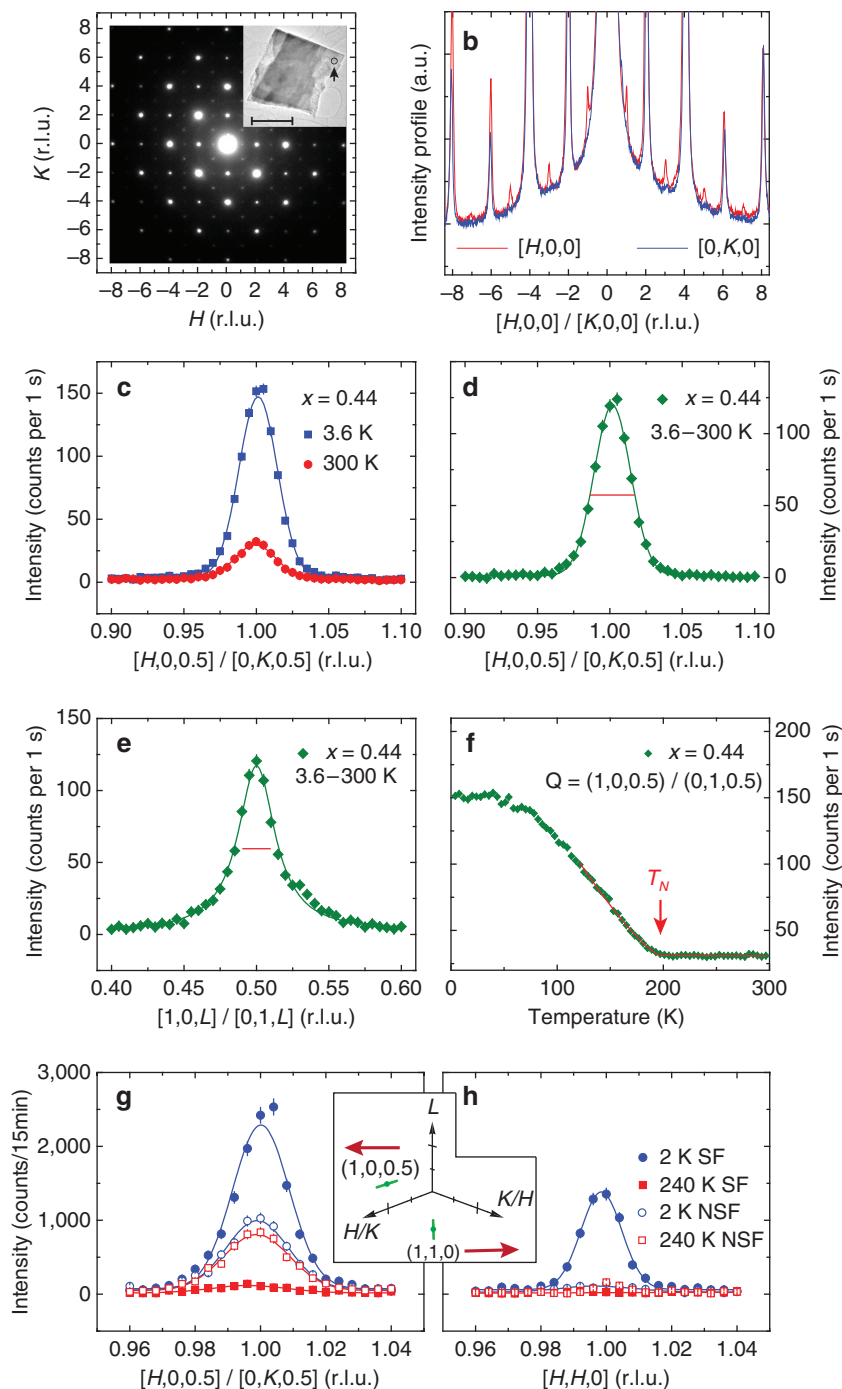 8
6
4
2
0
−2
−4
−6
−8
K (r.l.u.)
−8 −6 −4 −2 0 2 4 6 8
H (r.l.u.)
b
Intensity profile (a.u.)
[H,0,0]
[0,K,0]
−8 −6 −4 −2 0 2 4 6 8
[H,0,0] / [K,0,0] (r.l.u.)
c
x = 0.44
3.6 K
300 K
150
100
50
0
Intensity (counts per 1 s)
0.90 0.95 1.00 1.05 1.10
[H,0,0.5] / [0,K,0.5] (r.l.u.)
d
x = 0.44
3.6−300 K
100
50
0
Intensity (counts per 1 s)
0.90 0.95 1.00 1.05 1.10
[H,0,0.5] / [0,K,0.5] (r.l.u.)
e
x = 0.44
3.6−300 K
150
100
50
0
Intensity (counts per 1 s)
0.40 0.45 0.50 0.55 0.60
[1,0,L] / [0,1,L] (r.l.u.)
f
x = 0.44
Q = (1,0,0.5) / (0,1,0.5)
TN
200
150
100
50
Intensity (counts per 1 s)
0 100 200 300
Temperature (K)
g
3,000
2,000
1,000
0
Intensity (counts/15min)
0.96 0.98 1.00 1.02 1.04
[H,0,0.5] / [0,K,0.5] (r.l.u.)
L
(1,0,0.5)
K/H
H/K
(1,1,0)
h
2 K SF
240 K SF
2 K NSF
240 K NSF
0.96 0.98 1.00 1.02 1.04
[H,H,0] (r.l.u.)